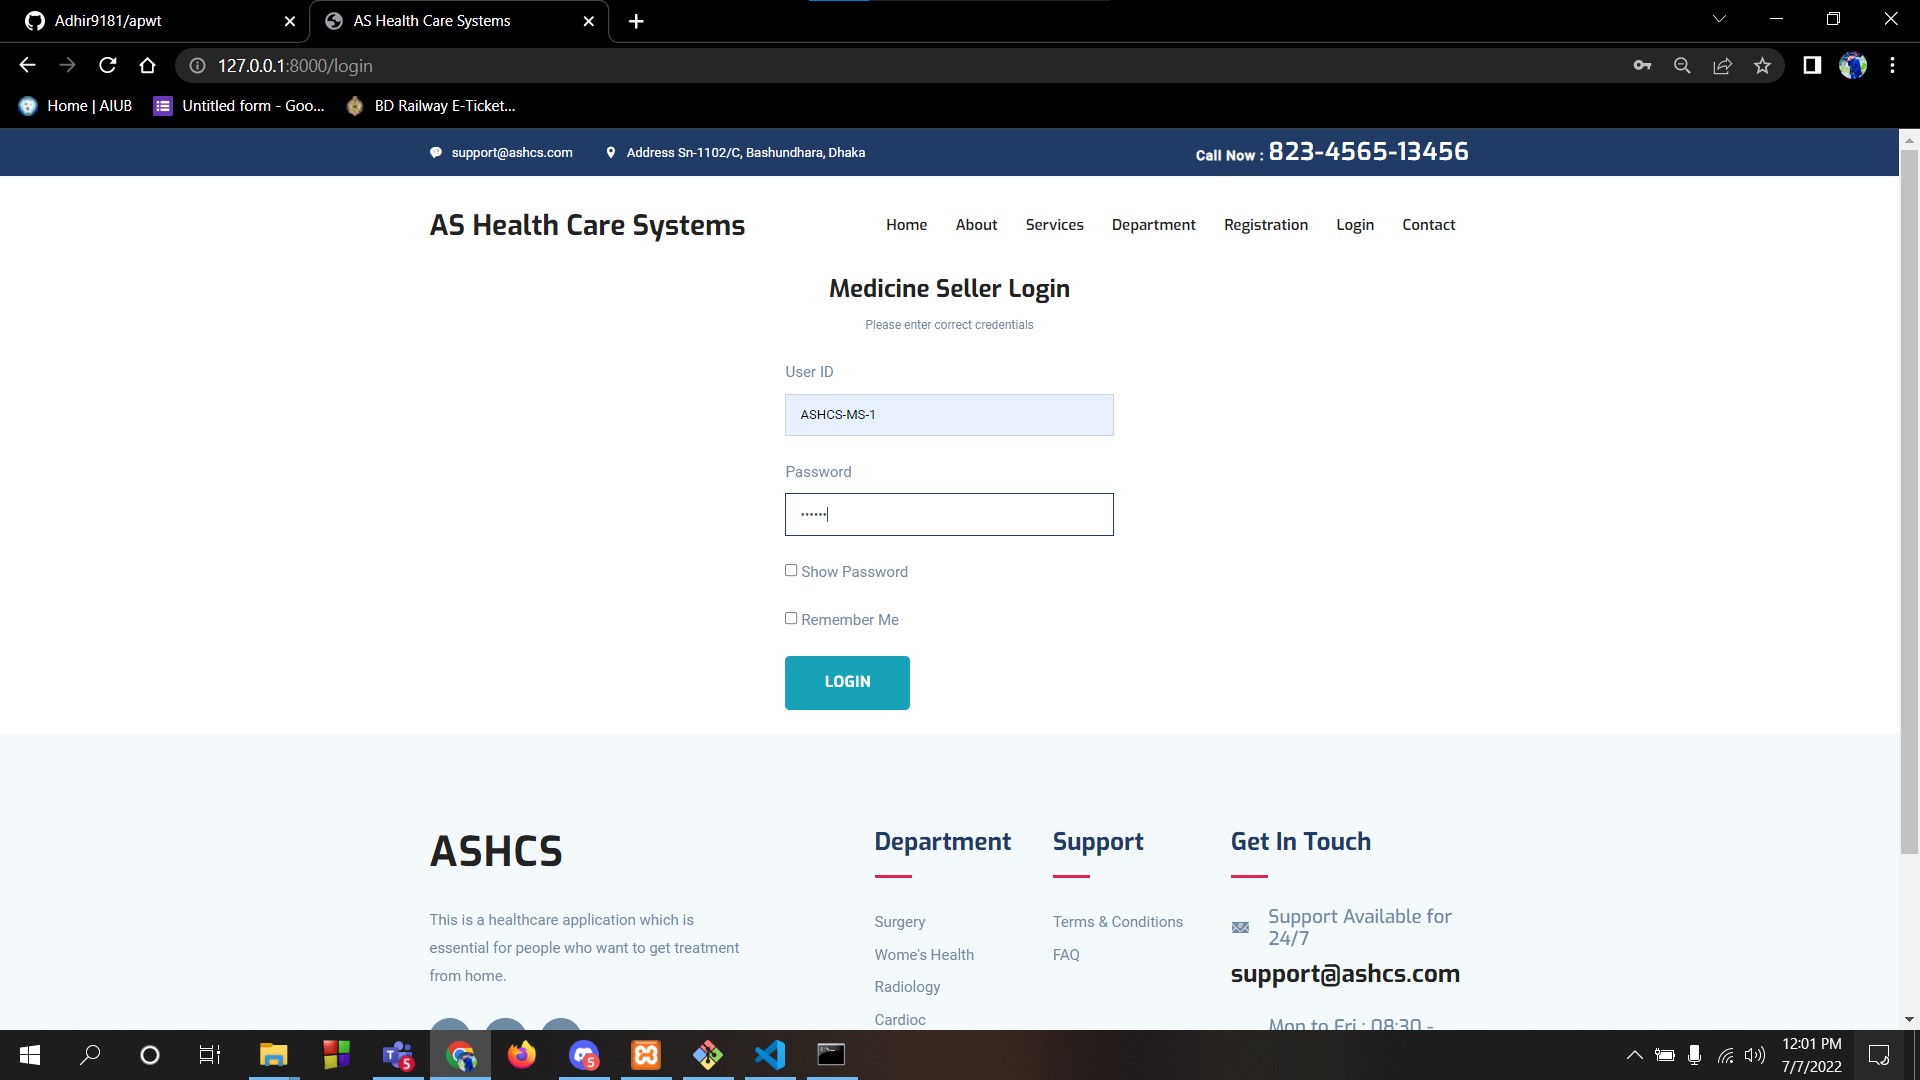 Adhir9181/apwt
AS Health Care Systems
127.0.0.1:8000/login
Home | AIUB
Untitled form - Goo...
BD Railway E-Ticket...
support@ashcs.com
Address Sn-1102/C, Bashundhara, Dhaka
Call Now : 823-4565-13456
AS Health Care Systems
Home
About
Services
Department
Registration
Login
Contact
Medicine Seller Login
Please enter correct credentials
User ID
ASHCS-MS-1
Password
Show Password
Remember Me
LOGIN
ASHCS
This is a healthcare application which is
essential for people who want to get treatment
from home.
Department
Surgery
Wome's Health
Radiology
Cardioc
Support
Terms & Conditions
FAQ
Get In Touch
Support Available for
24/7
support@ashcs.com
Mon to Fri : 08:30 -
5
5
12:01 PM
7/7/2022